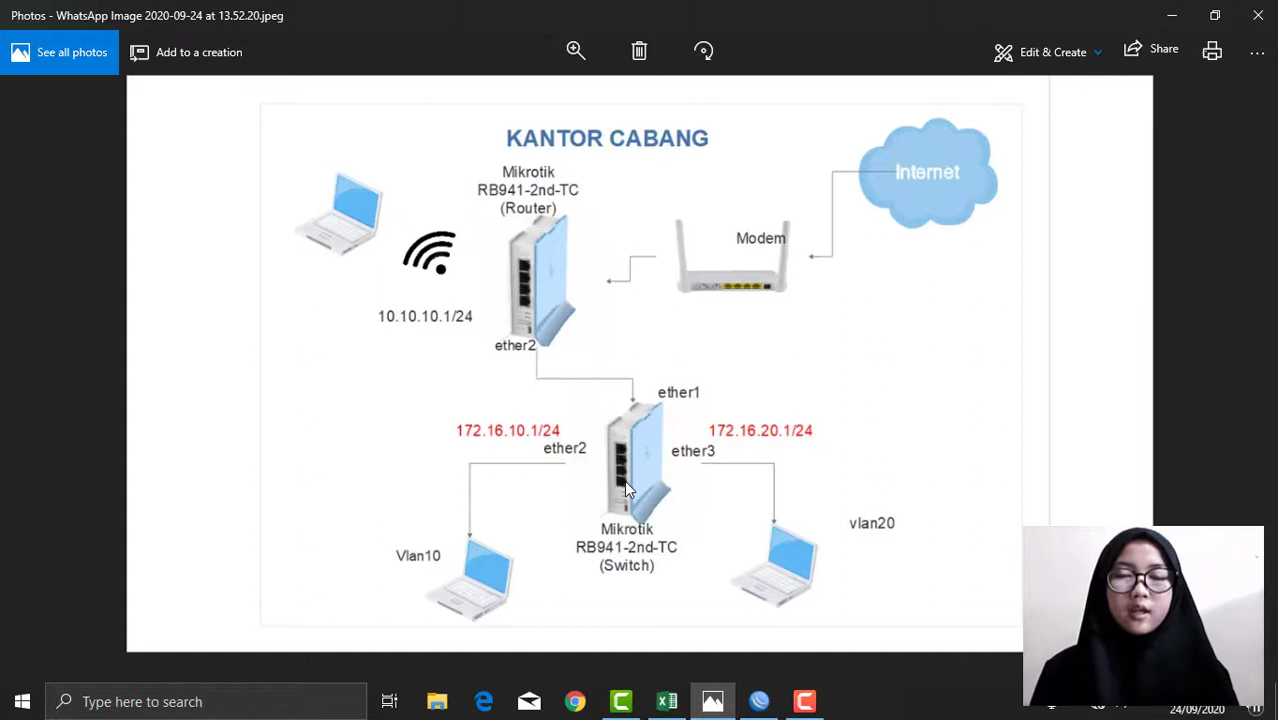 Photos - WhatsApp Image 2020-09-24 at 13.52.20.jpeg
See all photos
Add to a creation
Edit & Create
Share
KANTOR CABANG
Internet
Mikrotik
RB941-2nd-TC
(Router)
Modem
10.10.10.1/24
ether2
ether1
172.16.10.1/24
172.16.20.1/24
ether2
ether3
Mikrotik
RB941-2nd-TC
(Switch)
Vlan10
vlan20
Type here to search
24/09/2020